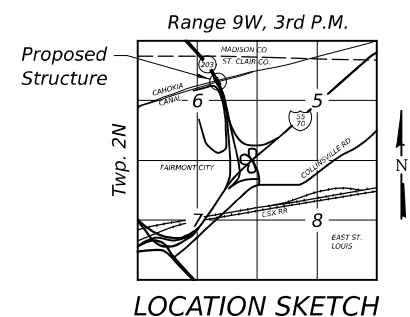 Range 9W, 3rd P.M.
Proposed
Structure
MADISON CO
ST. CLAIR CO.
203
CAHOKIA
CANAL
6
5
55
70
Twp. 2N
COLLINSVILLE RD
FAIRMONT CITY
N
7
CSX RR
8
EAST ST.
LOUIS
LOCATION SKETCH